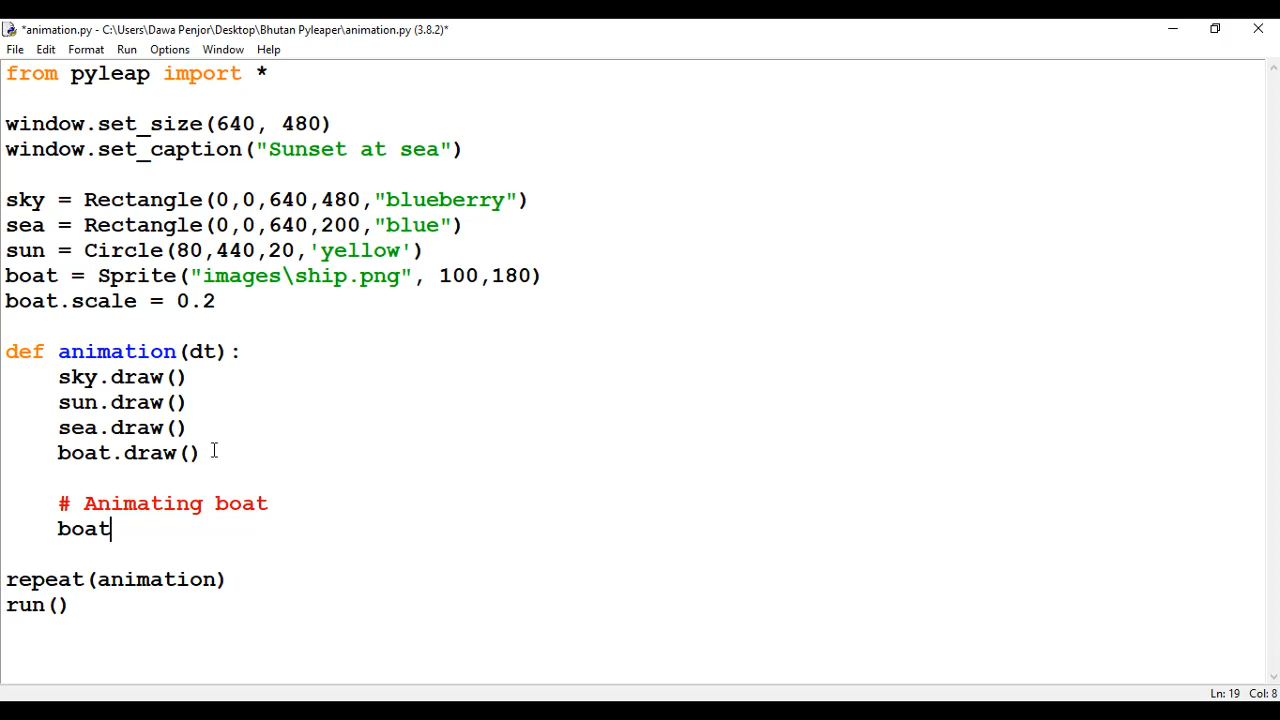 *animation.py - C:\Users\Dawa Penjor\Desktop\Bhutan Pyleaper\animation.py (3.8.2)*
File Edit Format Run Options Window Help
from pyleap import *
window.set_size(640, 480)
window.set_caption("Sunset at sea")
sky = Rectangle(0,0,640,480,"blueberry")
sea = Rectangle(0,0,640,200,"blue")
sun = Circle(80,440,20,'yellow')
boat = Sprite("images\ship.png", 100,180)
boat.scale = 0.2
def animation(dt):
    sky.draw()
    sun.draw()
    sea.draw()
    boat.draw()
    # Animating boat
    boat
repeat(animation)
run()
Ln: 19 Col: 8